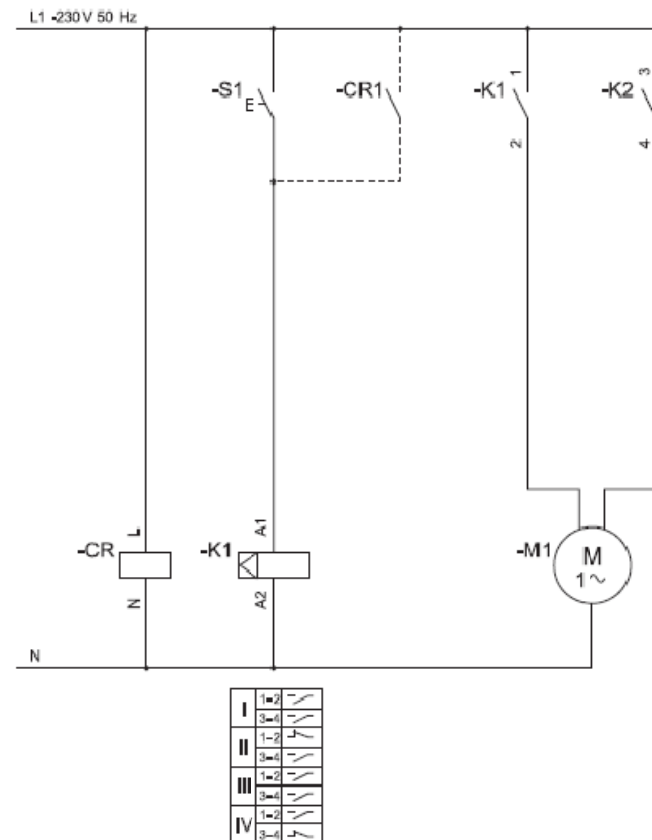 L1 -230V 50 Hz
-S1
E
-CR1
-K1
1
2
-K2
3
4
L
-CR
N
A1
-K1
A2
-M1
M
1~
N
I
1-2
3-4
II
1-2
3-4
III
1-2
3-4
IV
1-2
3-4